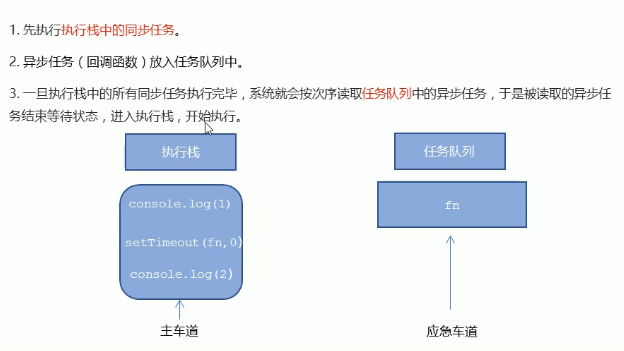 1. 先执行执行栈中的同步任务。
2. 异步任务（回调函数）放入任务队列中。
3. 一旦执行栈中的所有同步任务执行完毕，系统就会按次序读取任务队列中的异步任务，于是被读取的异步任
务结束等待状态，进入执行栈，开始执行。
执行栈
任务队列
console.log(1)
fn
setTimeout(fn,0)
console.log(2)
主车道
应急车道